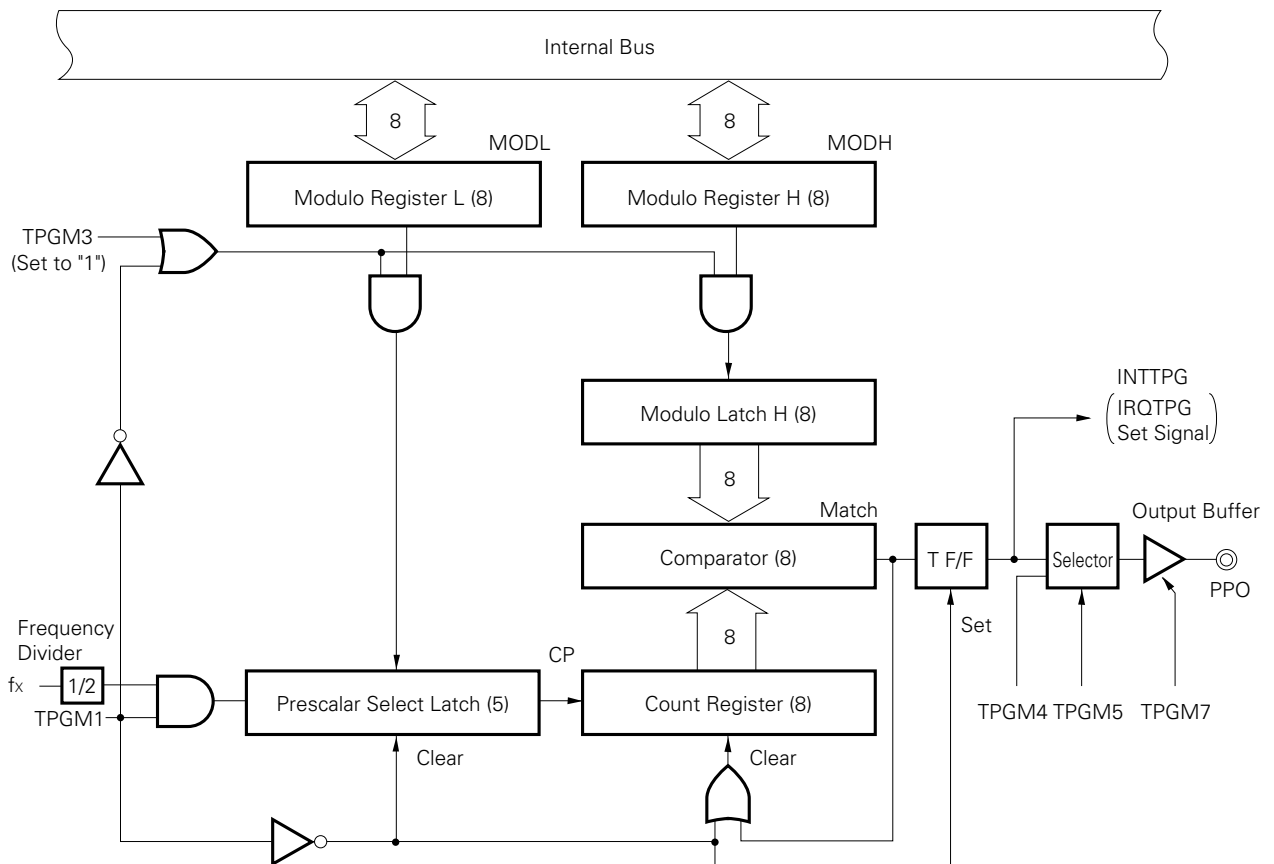 Internal Bus
8
8
MODL
MODH
Modulo Register L (8)
Modulo Register H (8)
TPGM3
(Set to "1")
Modulo Latch H (8)
INTTPG
IRQTPG
Set Signal
8
Match
Output Buffer
Comparator (8)
T F/F
Selector
PPO
8
Set
Frequency
Divider
CP
fX
1/2
TPGM1
Prescalar Select Latch (5)
Count Register (8)
TPGM4
TPGM5
TPGM7
Clear
Clear